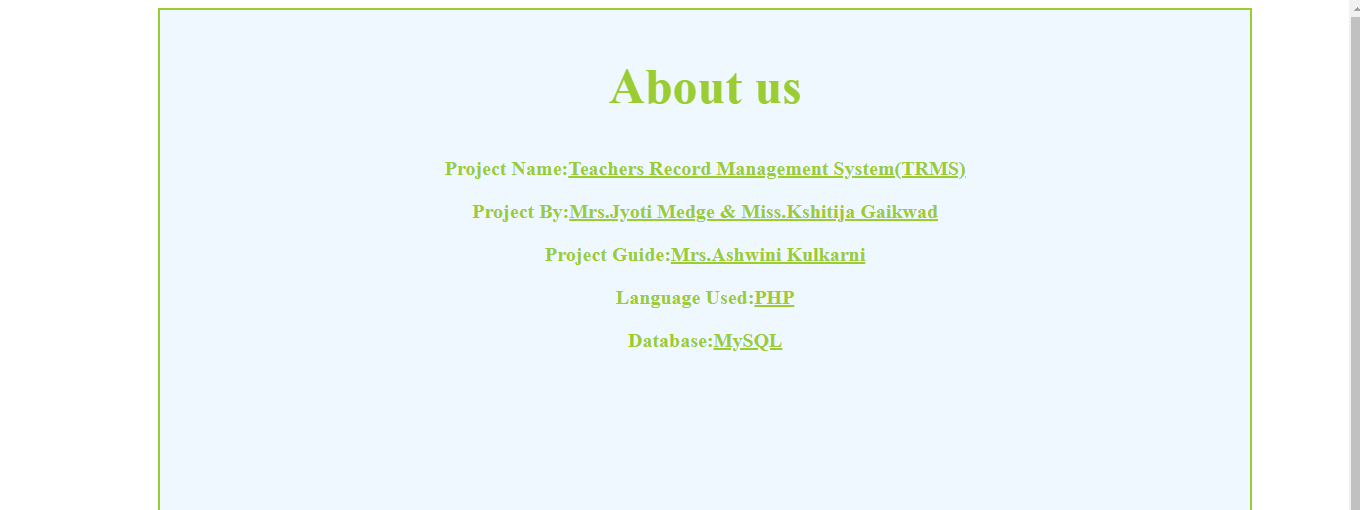 About us
Project Name:Teachers Record Management System(TRMS)
Project By:Mrs.Jyoti Medge & Miss.Kshitija Gaikwad
Project Guide:Mrs.Ashwini Kulkarni
Language Used:PHP
Database:MySQL